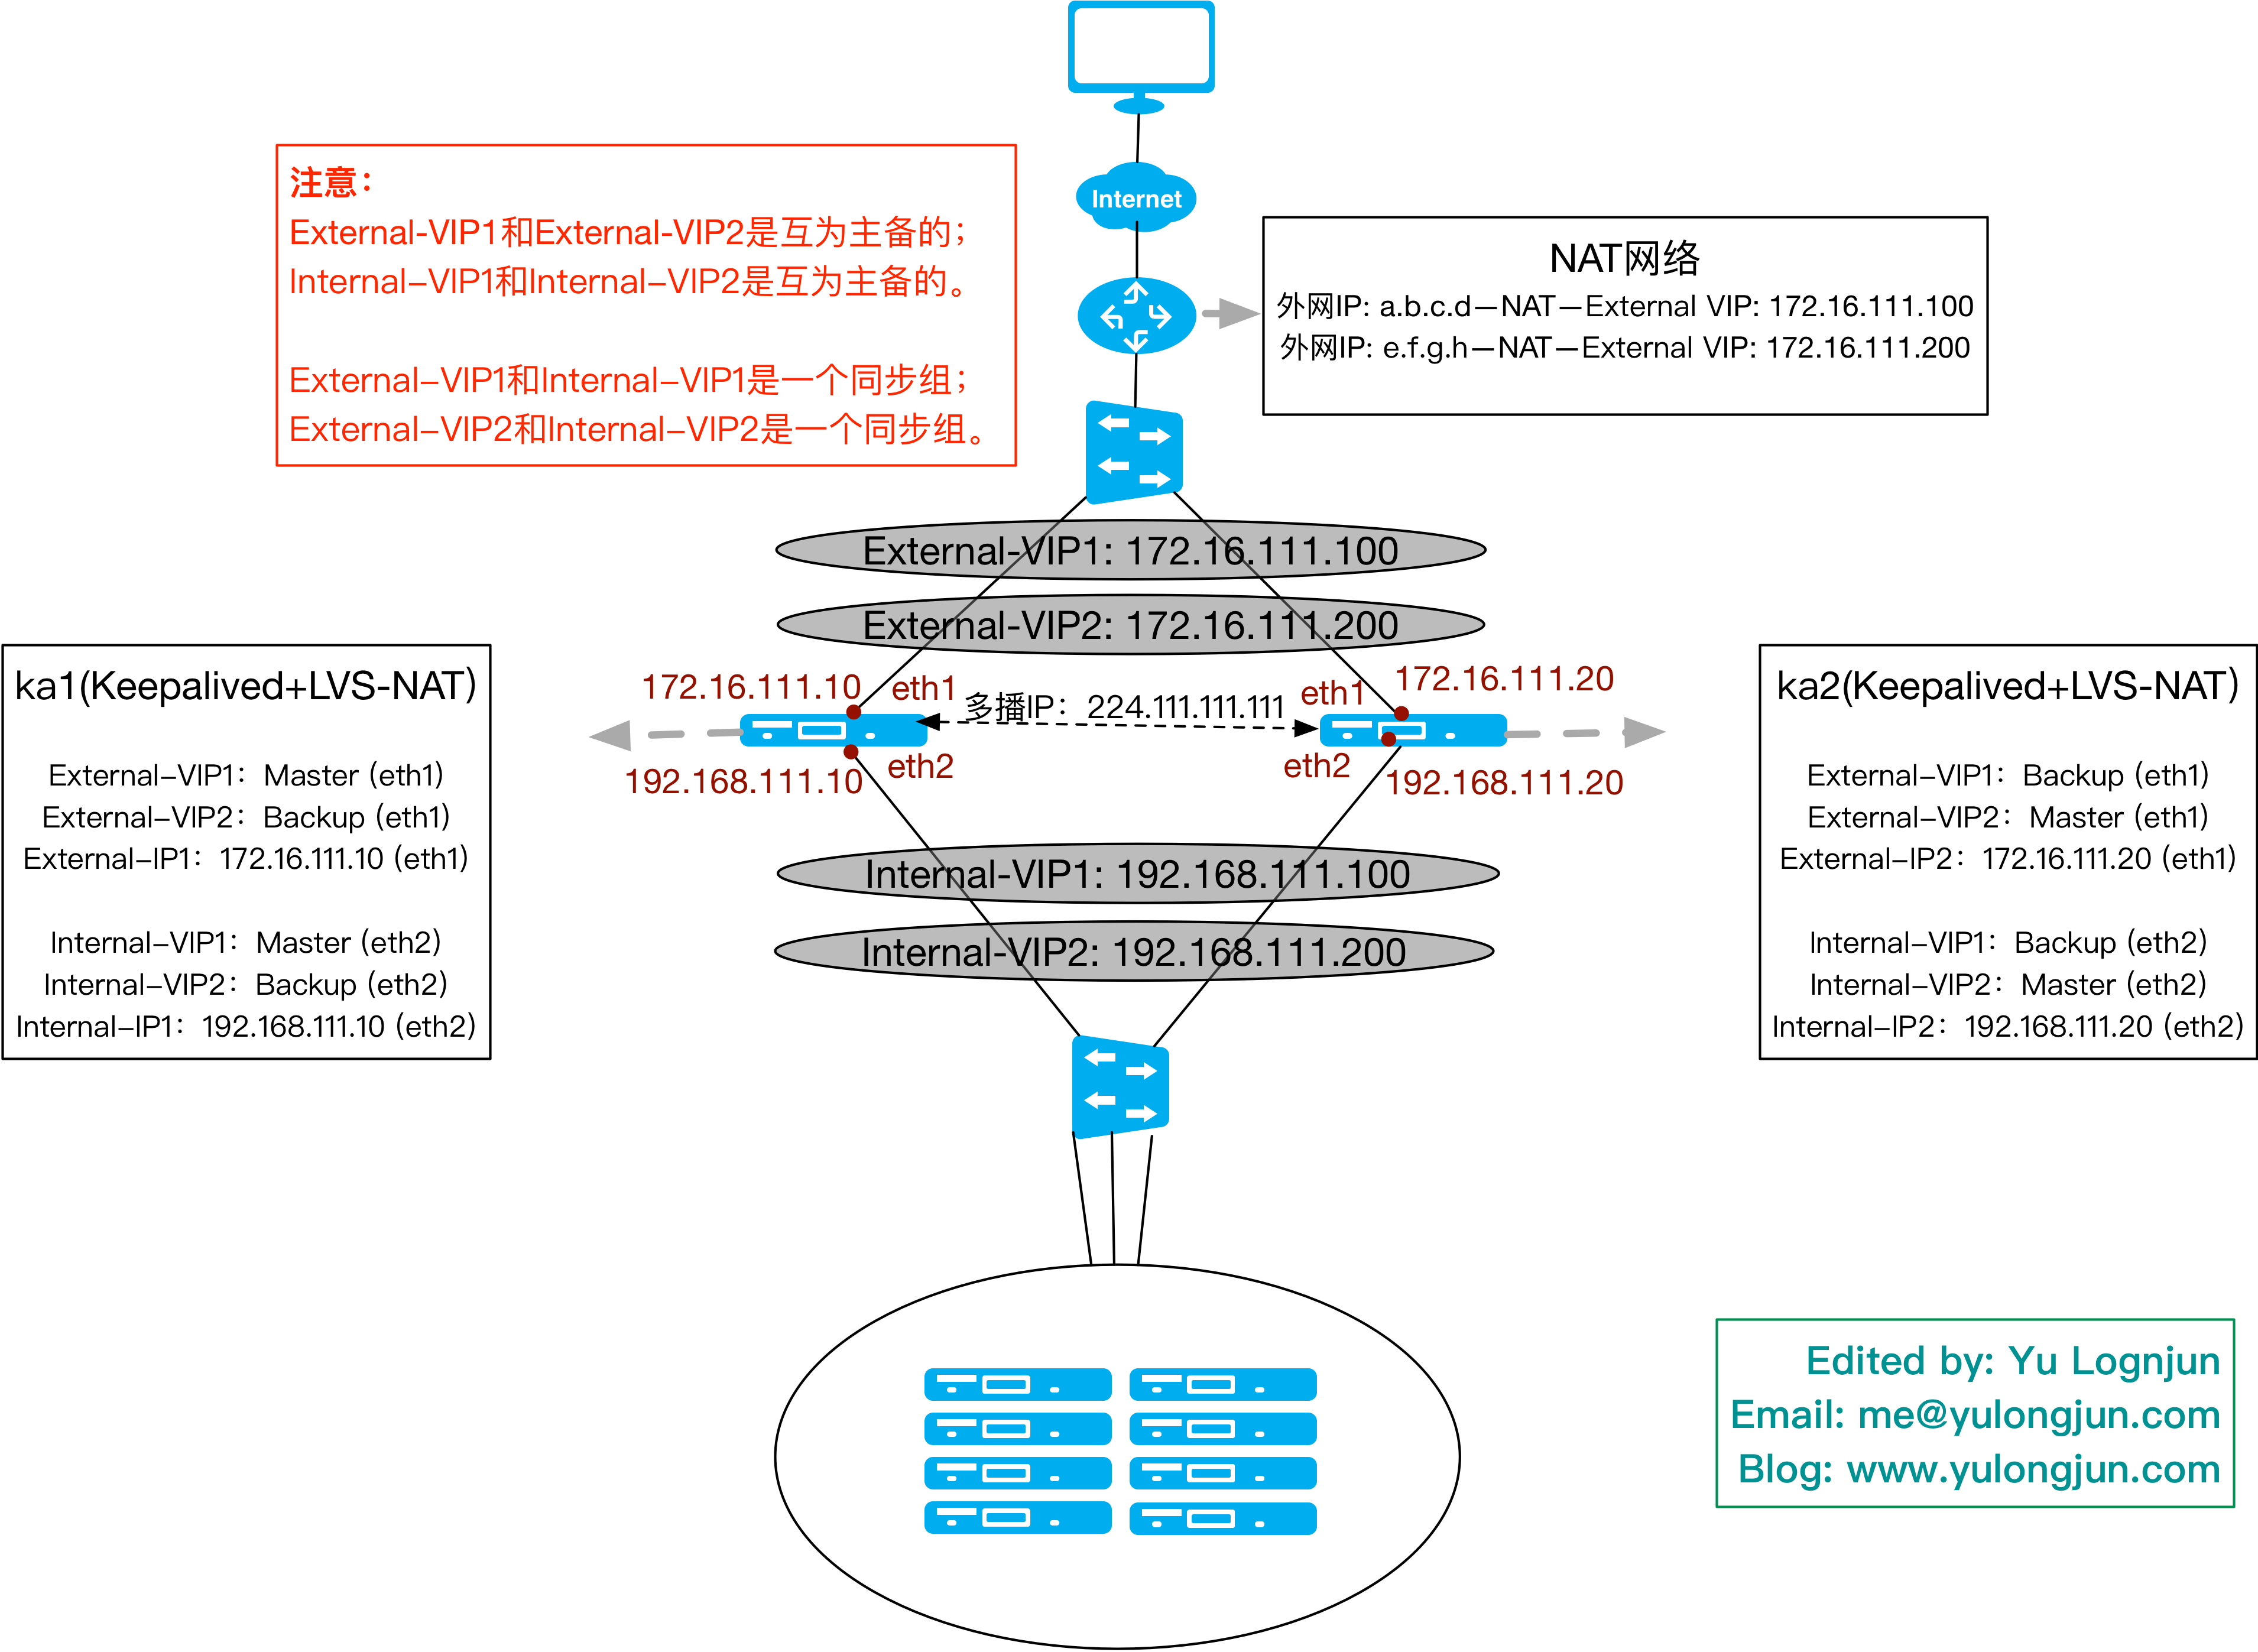 Internet
注意：
External-VIP1和External-VIP2是互为主备的；
Internal-VIP1和Internal-VIP2是互为主备的。
External-VIP1和Internal-VIP1是一个同步组；
External-VIP2和Internal-VIP2是一个同步组。
NAT网络
外网IP: a.b.c.d—NAT—External VIP: 172.16.111.100
外网IP: e.f.g.h—NAT—External VIP: 172.16.111.200
External-VIP1: 172.16.111.100
External-VIP2: 172.16.111.200
ka1(Keepalived+LVS-NAT)
External-VIP1：Master (eth1)
External-VIP2：Backup (eth1)
External-IP1：172.16.111.10 (eth1)
Internal-VIP1：Master (eth2)
Internal-VIP2：Backup (eth2)
Internal-IP1：192.168.111.10 (eth2)
172.16.111.10
eth1
多播IP：224.111.111.111
eth1
172.16.111.20
192.168.111.10
eth2
eth2
192.168.111.20
ka2(Keepalived+LVS-NAT)
External-VIP1：Backup (eth1)
External-VIP2：Master (eth1)
External-IP2：172.16.111.20 (eth1)
Internal-VIP1：Backup (eth2)
Internal-VIP2：Master (eth2)
Internal-IP2：192.168.111.20 (eth2)
Internal-VIP1: 192.168.111.100
Internal-VIP2: 192.168.111.200
Edited by: Yu Lognjun
Email: me@yulongjun.com
Blog: www.yulongjun.com